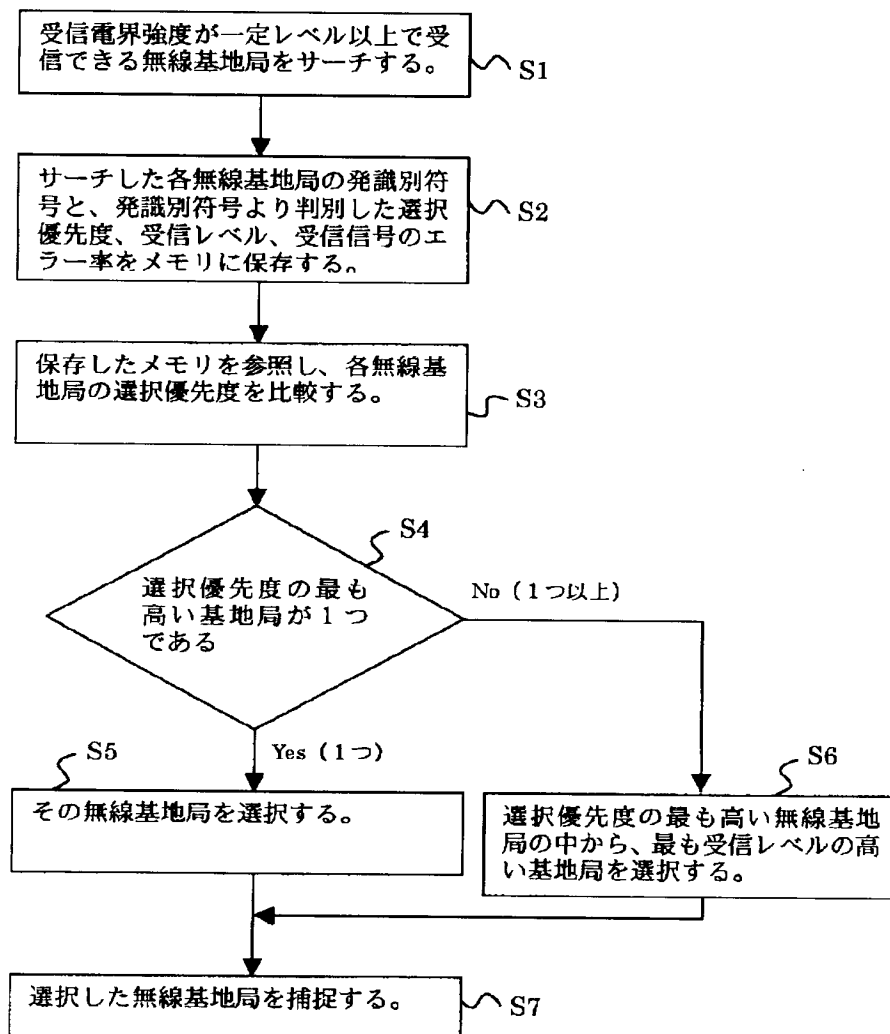 受信電界強度が一定レベル以上で受
信できる無線基地局をサーチする。
S1
サーチした各無線基地局の発識別符
号と、発識別符号より判別した選択
優先度、受信レベル、受信信号のエ
ラー率をメモリに保存する。
S2
保存したメモリを参照し、各無線基
地局の選択優先度を比較する。
S3
S4
選択優先度の最も
高い基地局が1つ
である
No (1つ以上)
Yes (1つ)
S5
その無線基地局を選択する。
S6
選択優先度の最も高い無線基地
局の中から、最も受信レベルの高
い基地局を選択する。
選択した無線基地局を捕捉する。
S7